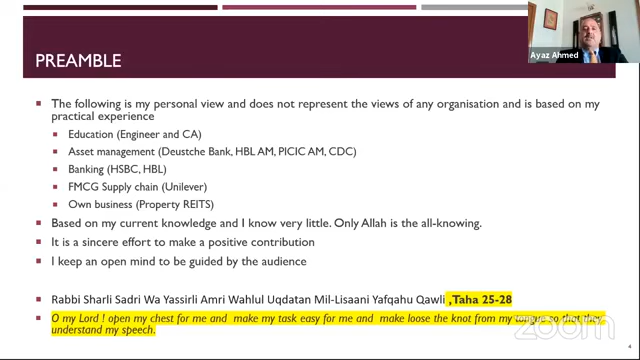 Ayaz Ahmed
PREAMBLE
The following is my personal view and does not represent the views of any organisation and is based on my
practical experience
Education (Engineer and CA)
Asset management (Deustche Bank, HBL AM, PICIC AM, CDC)
Banking (HSBC, HBL)
FMCG Supply chain (Unilever)
Own business (Property REITS)
Based on my current knowledge and I know very little. Only Allah is the all-knowing.
It is a sincere effort to make a positive contribution
I keep an open mind to be guided by the audience
Rabbi Sharli Sadri Wa Yassirli Amri Wahlul Uqdatan Mil-Lisaani Yafqahu Qawli ,Taha 25-28
O my Lord ! open my chest for me and make my task easy for me and make loose the knot from my tongue so that they
understand my speech.
zoom
4